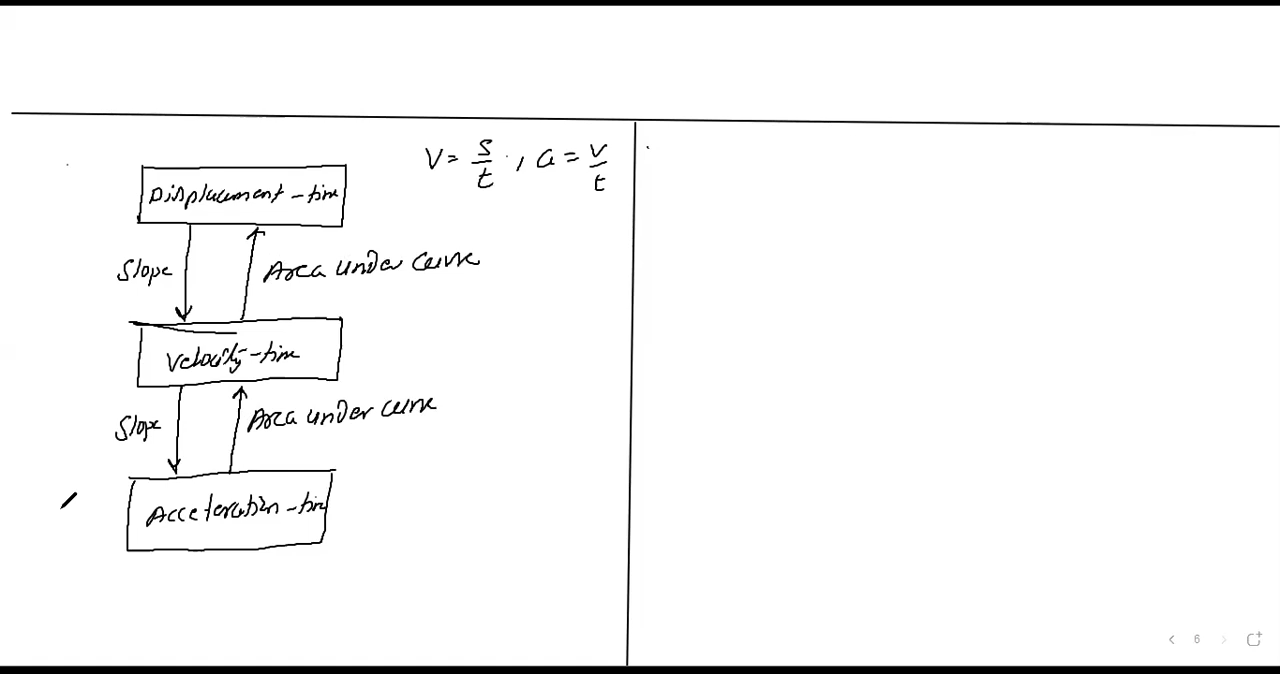 V = s/t , a = v/t
Displacement-time
Slope
Area under curve
Velocity-time
Slope
Area under curve
Acceleration-time
6